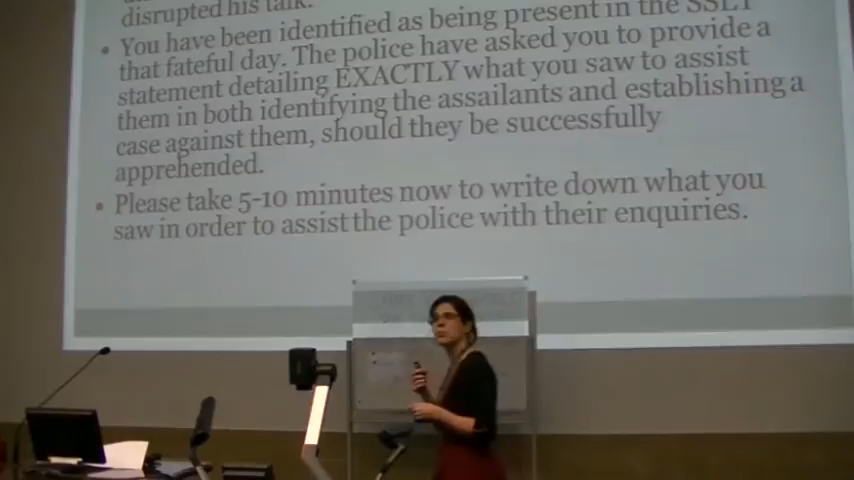 disrupted his talk.
• You have been identified as being present in the SSLT
that fateful day. The police have asked you to provide a
statement detailing EXACTLY what you saw to assist
them in both identifying the assailants and establishing a
case against them, should they be successfully
apprehended.
• Please take 5-10 minutes now to write down what you
saw in order to assist the police with their enquiries.